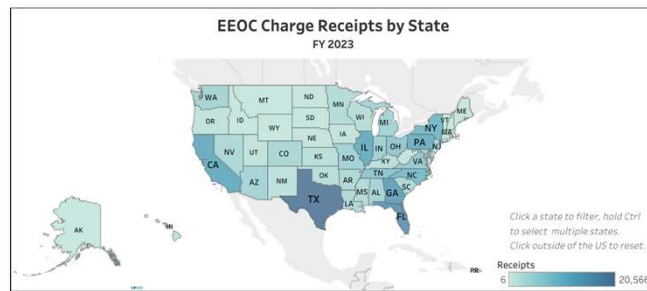 EEOC Charge Receipts by State
FY 2023
WA
MT
ND
MN
ME
OR
ID
SD
WI
MI
VT
NY
MA
WY
IA
NE
PA
NV
UT
CO
IL
IN
OH
NJ
CA
KS
MO
KY
VA
AZ
NM
OK
AR
TN
NC
SC
MS
AL
GA
TX
LA
FL
AK
HI
PR
Click a state to filter, hold Ctrl
to select multiple states.
Click outside of the US to reset.
Receipts
6
20,566